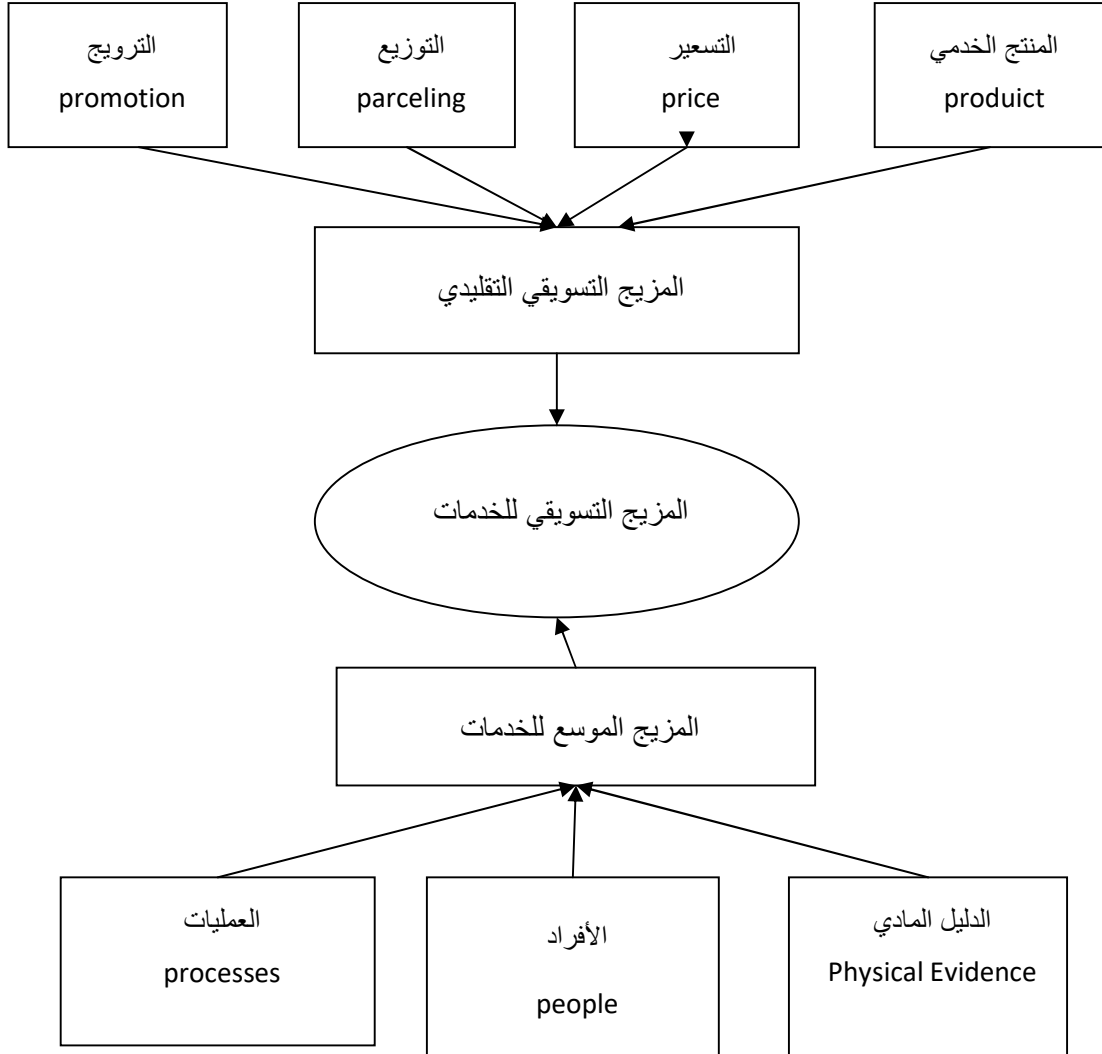 المنتج الخدمي
produict
التسعير
price
التوزيع
parceling
الترويج
promotion
المزيج التسويقي التقليدي
المزيج التسويقي للخدمات
المزيج الموسع للخدمات
الدليل المادي
Physical Evidence
الأفراد
people
العمليات
processes